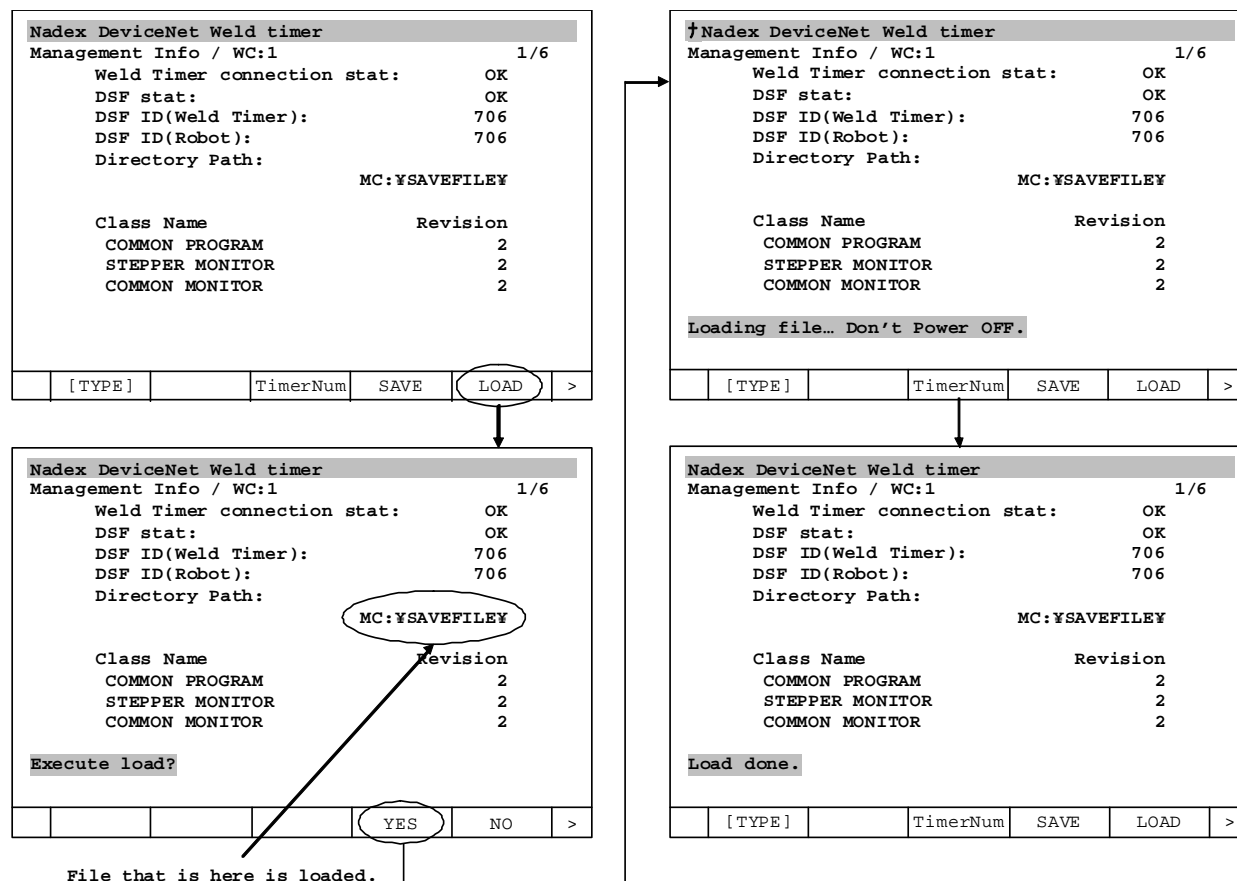 Nadex DeviceNet Weld timer
Management Info / WC:1 1/6
Weld Timer connection stat: OK
DSF stat: OK
DSF ID(Weld Timer): 706
DSF ID(Robot): 706
Directory Path:
MC:¥SAVEFILE¥
Class Name Revision
COMMON PROGRAM 2
STEPPER MONITOR 2
COMMON MONITOR 2
[TYPE] TimerNum SAVE LOAD >
Nadex DeviceNet Weld timer
Management Info / WC:1 1/6
Weld Timer connection stat: OK
DSF stat: OK
DSF ID(Weld Timer): 706
DSF ID(Robot): 706
Directory Path:
MC:¥SAVEFILE¥
Class Name Revision
COMMON PROGRAM 2
STEPPER MONITOR 2
COMMON MONITOR 2
Execute load?
YES NO >
File that is here is loaded.
†Nadex DeviceNet Weld timer
Management Info / WC:1 1/6
Weld Timer connection stat: OK
DSF stat: OK
DSF ID(Weld Timer): 706
DSF ID(Robot): 706
Directory Path:
MC:¥SAVEFILE¥
Class Name Revision
COMMON PROGRAM 2
STEPPER MONITOR 2
COMMON MONITOR 2
Loading file… Don’t Power OFF.
[TYPE] TimerNum SAVE LOAD >
Nadex DeviceNet Weld timer
Management Info / WC:1 1/6
Weld Timer connection stat: OK
DSF stat: OK
DSF ID(Weld Timer): 706
DSF ID(Robot): 706
Directory Path:
MC:¥SAVEFILE¥
Class Name Revision
COMMON PROGRAM 2
STEPPER MONITOR 2
COMMON MONITOR 2
Load done.
[TYPE] TimerNum SAVE LOAD >